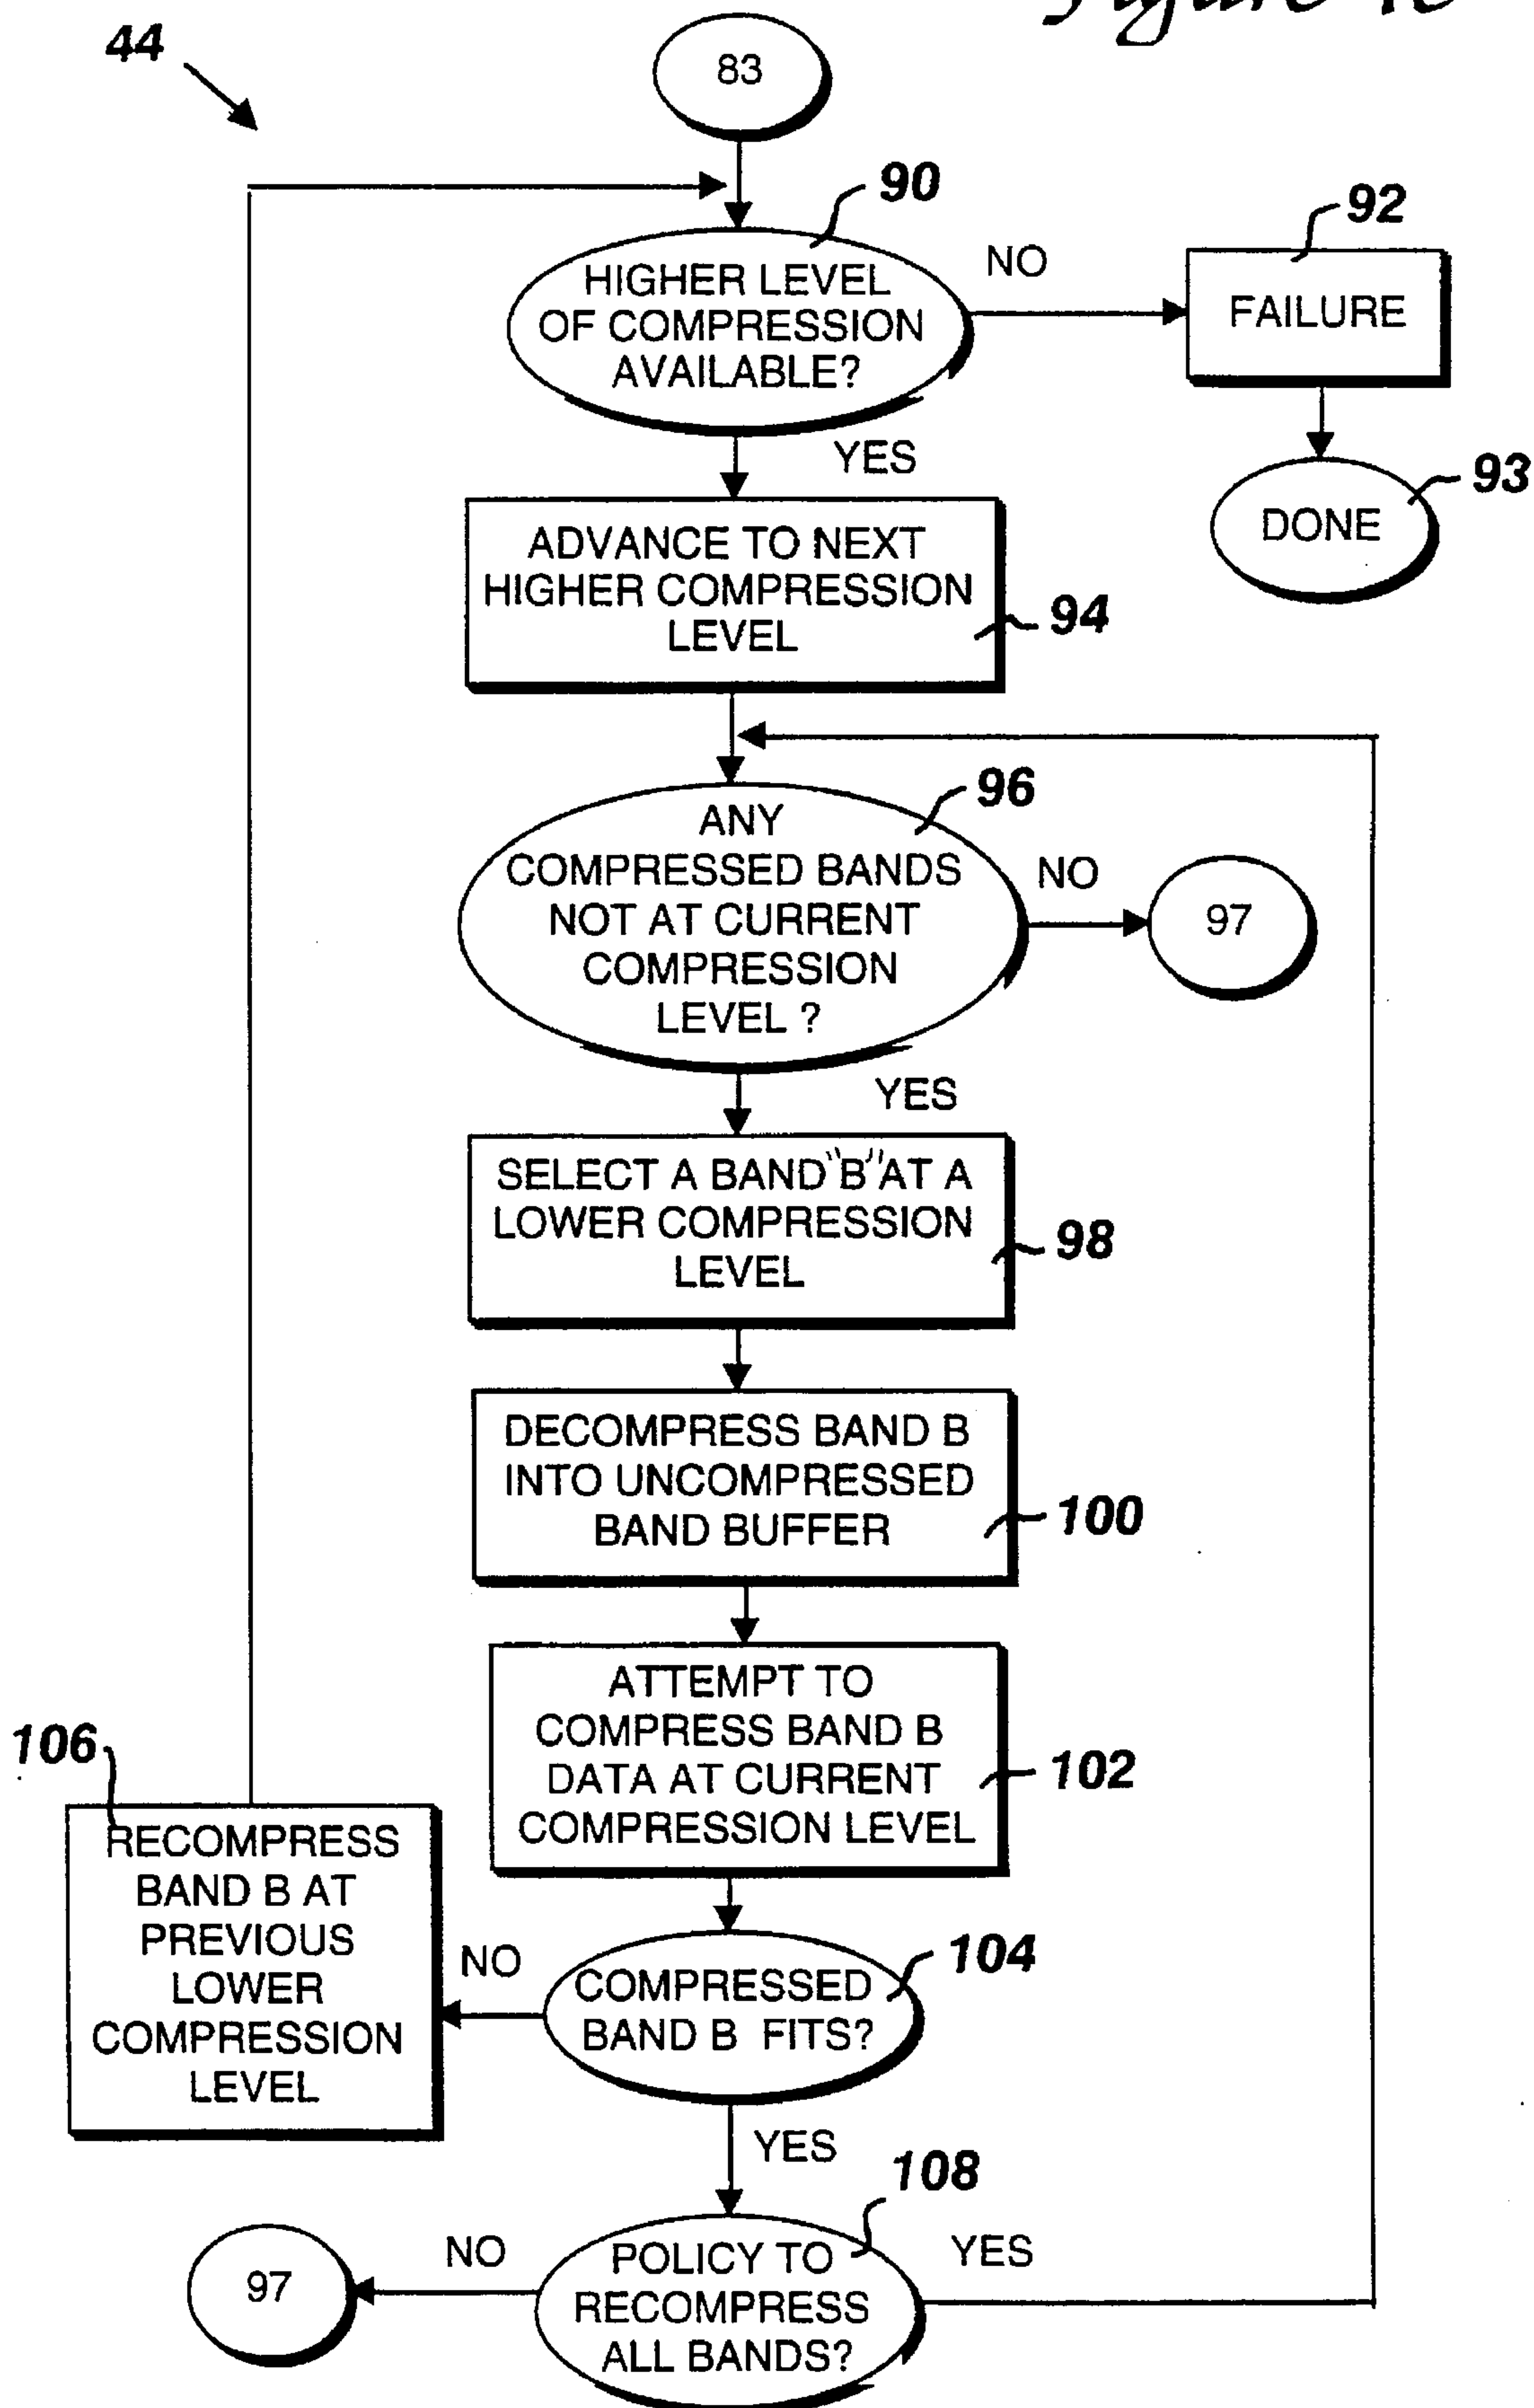 Figure
44
83
90
HIGHER LEVEL
OF COMPRESSION
AVAILABLE?
NO
92
FAILURE
YES
93
DONE
ADVANCE TO NEXT
HIGHER COMPRESSION
LEVEL
94
96
ANY
COMPRESSED BANDS
NOT AT CURRENT
COMPRESSION
LEVEL ?
NO
97
YES
SELECT A BAND "B" AT A
LOWER COMPRESSION
LEVEL
98
DECOMPRESS BAND B
INTO UNCOMPRESSED
BAND BUFFER
100
ATTEMPT TO
COMPRESS BAND B
DATA AT CURRENT
COMPRESSION LEVEL
102
106
RECOMPRESS
BAND B AT
PREVIOUS
LOWER
COMPRESSION
LEVEL
NO
COMPRESSED
BAND B FITS?
104
YES
108
97
NO
POLICY TO
RECOMPRESS
ALL BANDS?
YES